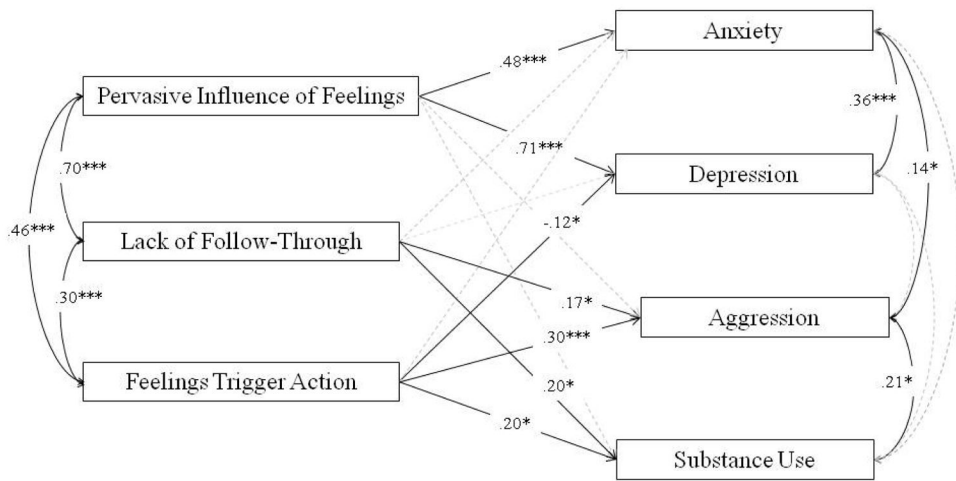 Anxiety
.48***
Pervasive Influence of Feelings
.36***
.71***
.70***
.14*
Depression
-.12*
.46***
Lack of Follow-Through
.30***
.17*
Aggression
.30***
Feelings Trigger Action
.20*
.21*
.20*
Substance Use